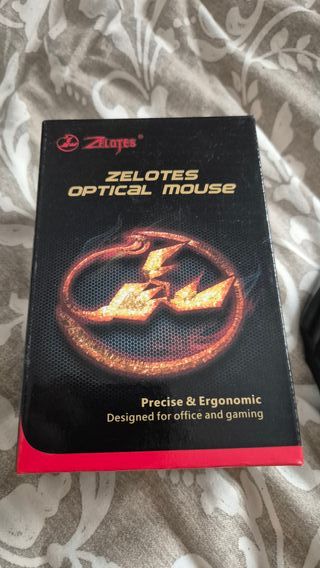 ZELOTES®
ZELOTES
OPTICAL MOUSE
Precise & Ergonomic
Designed for office and gaming